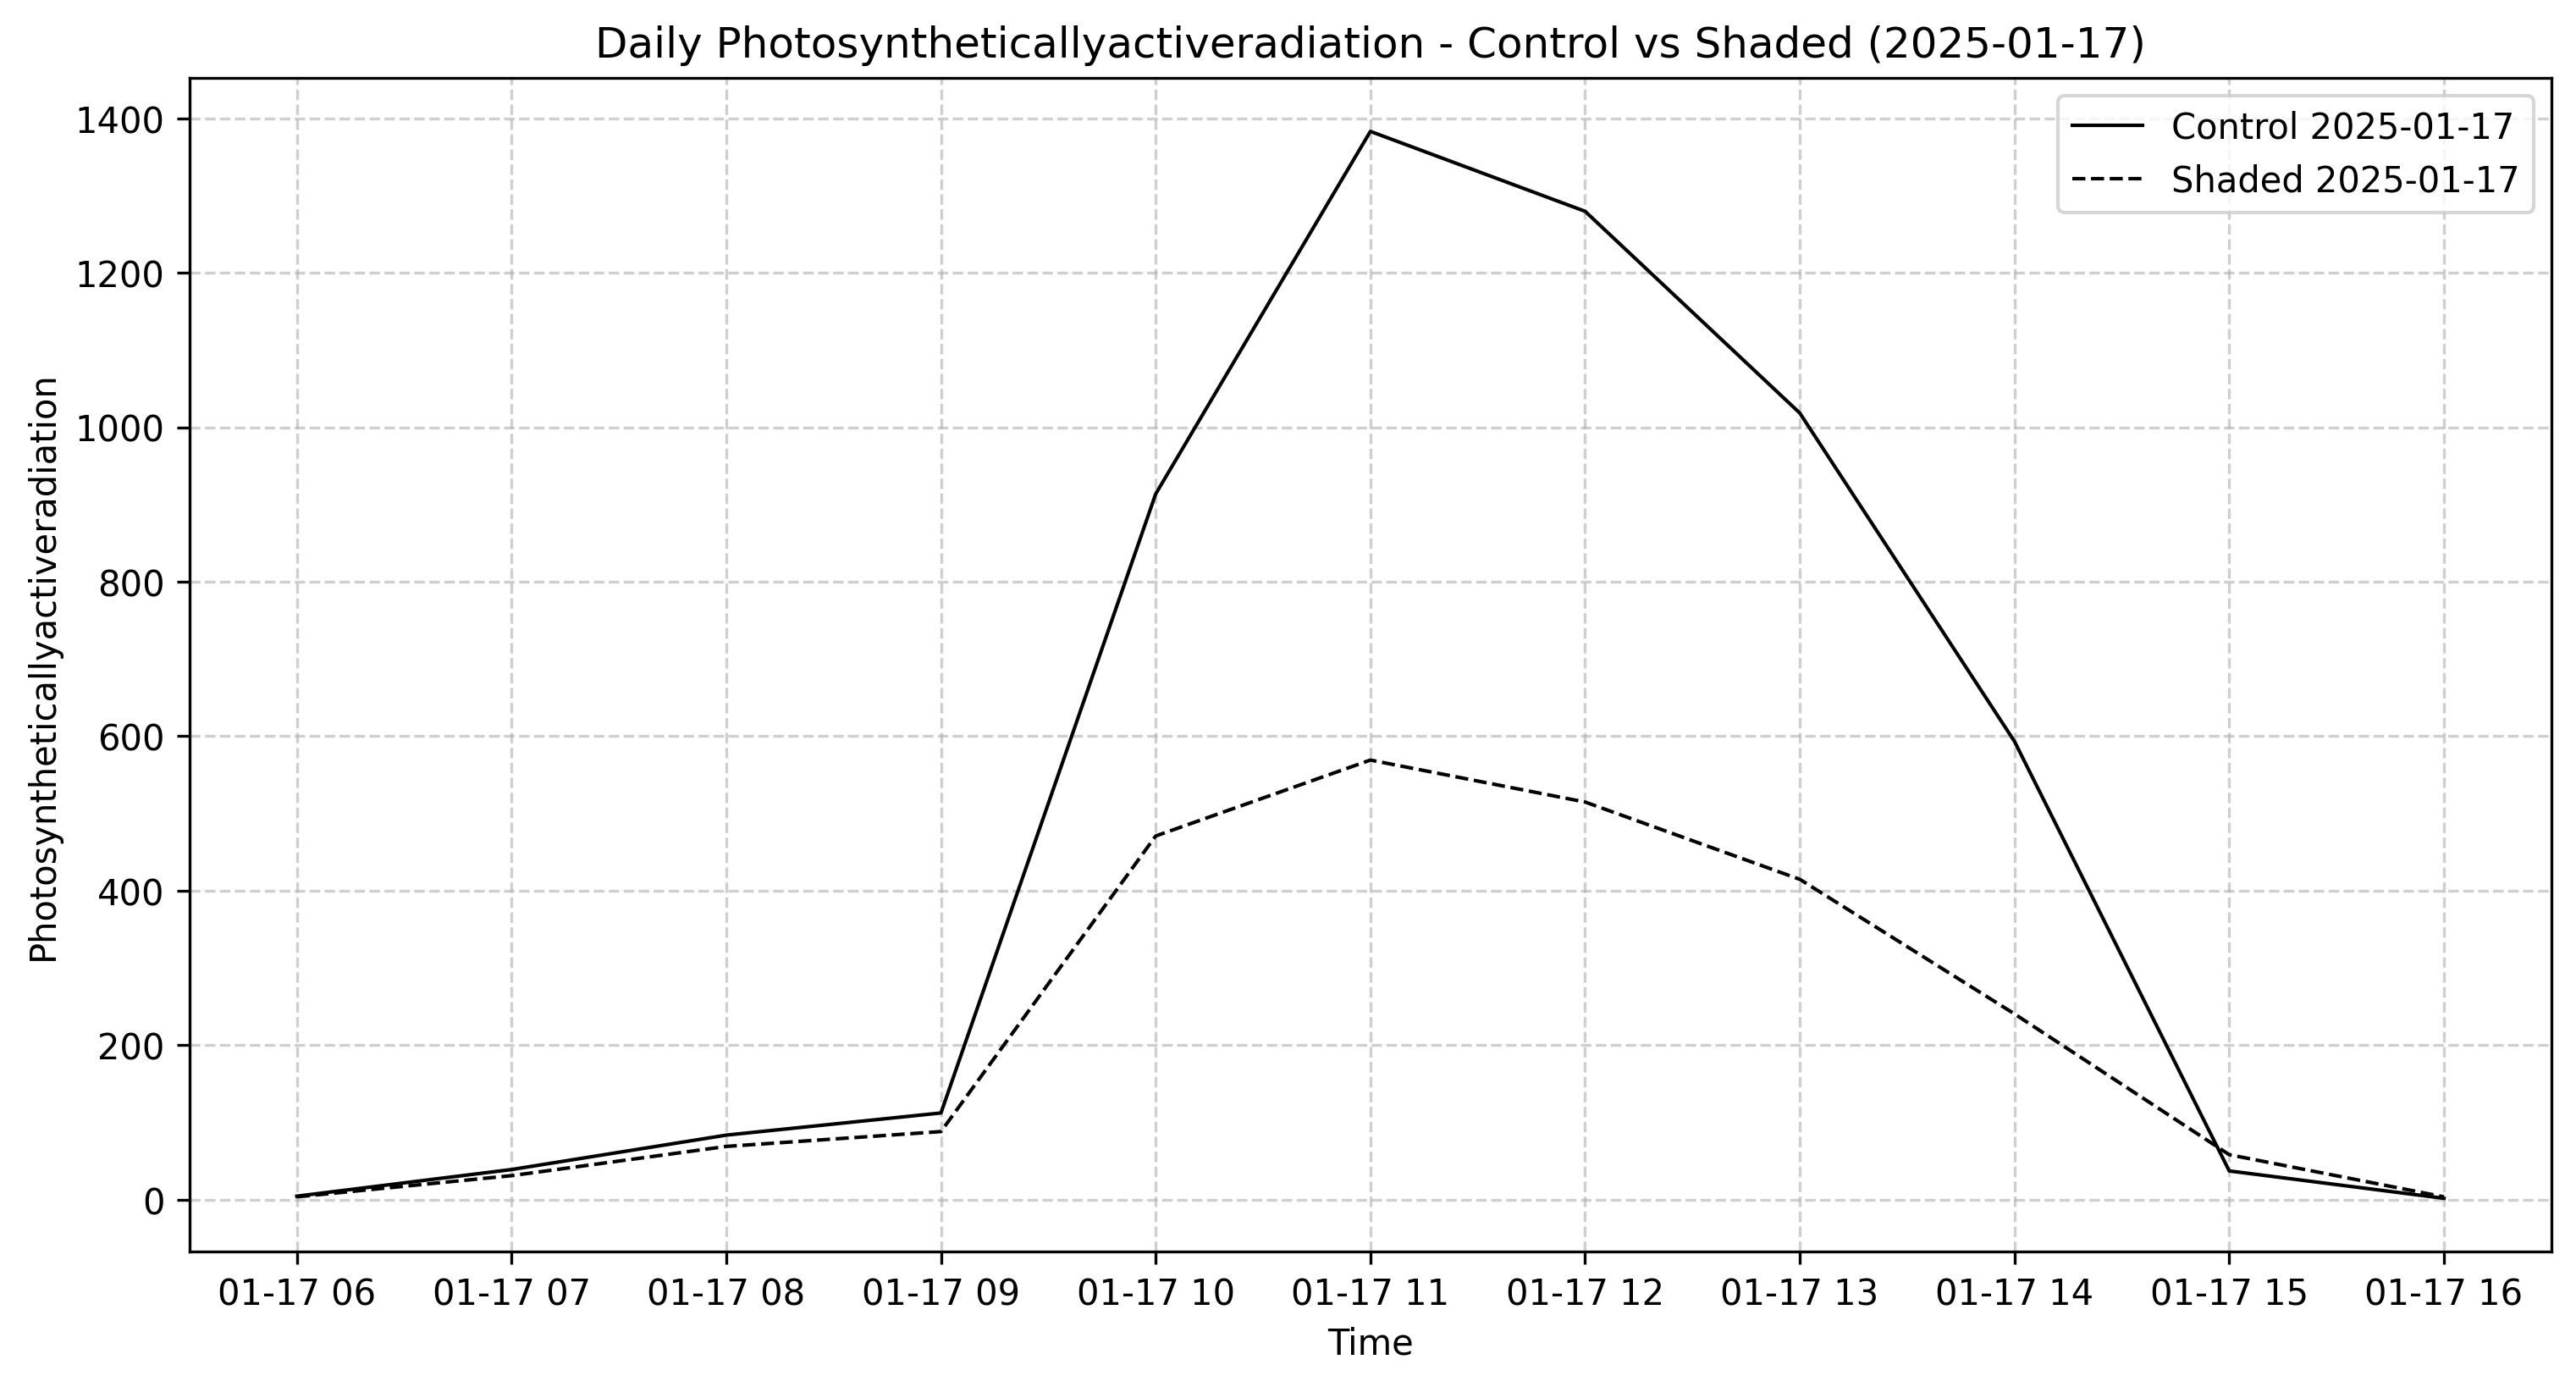 Daily Photosyntheticallyactiveradiation - Control vs Shaded (2025-01-17)
Control 2025-01-17
Shaded 2025-01-17
Photosyntheticallyactiveradiation
1400
1200
1000
800
600
400
200
0
01-17 06 01-17 07 01-17 08 01-17 09 01-17 10 01-17 11 01-17 12 01-17 13 01-17 14 01-17 15 01-17 16
Time